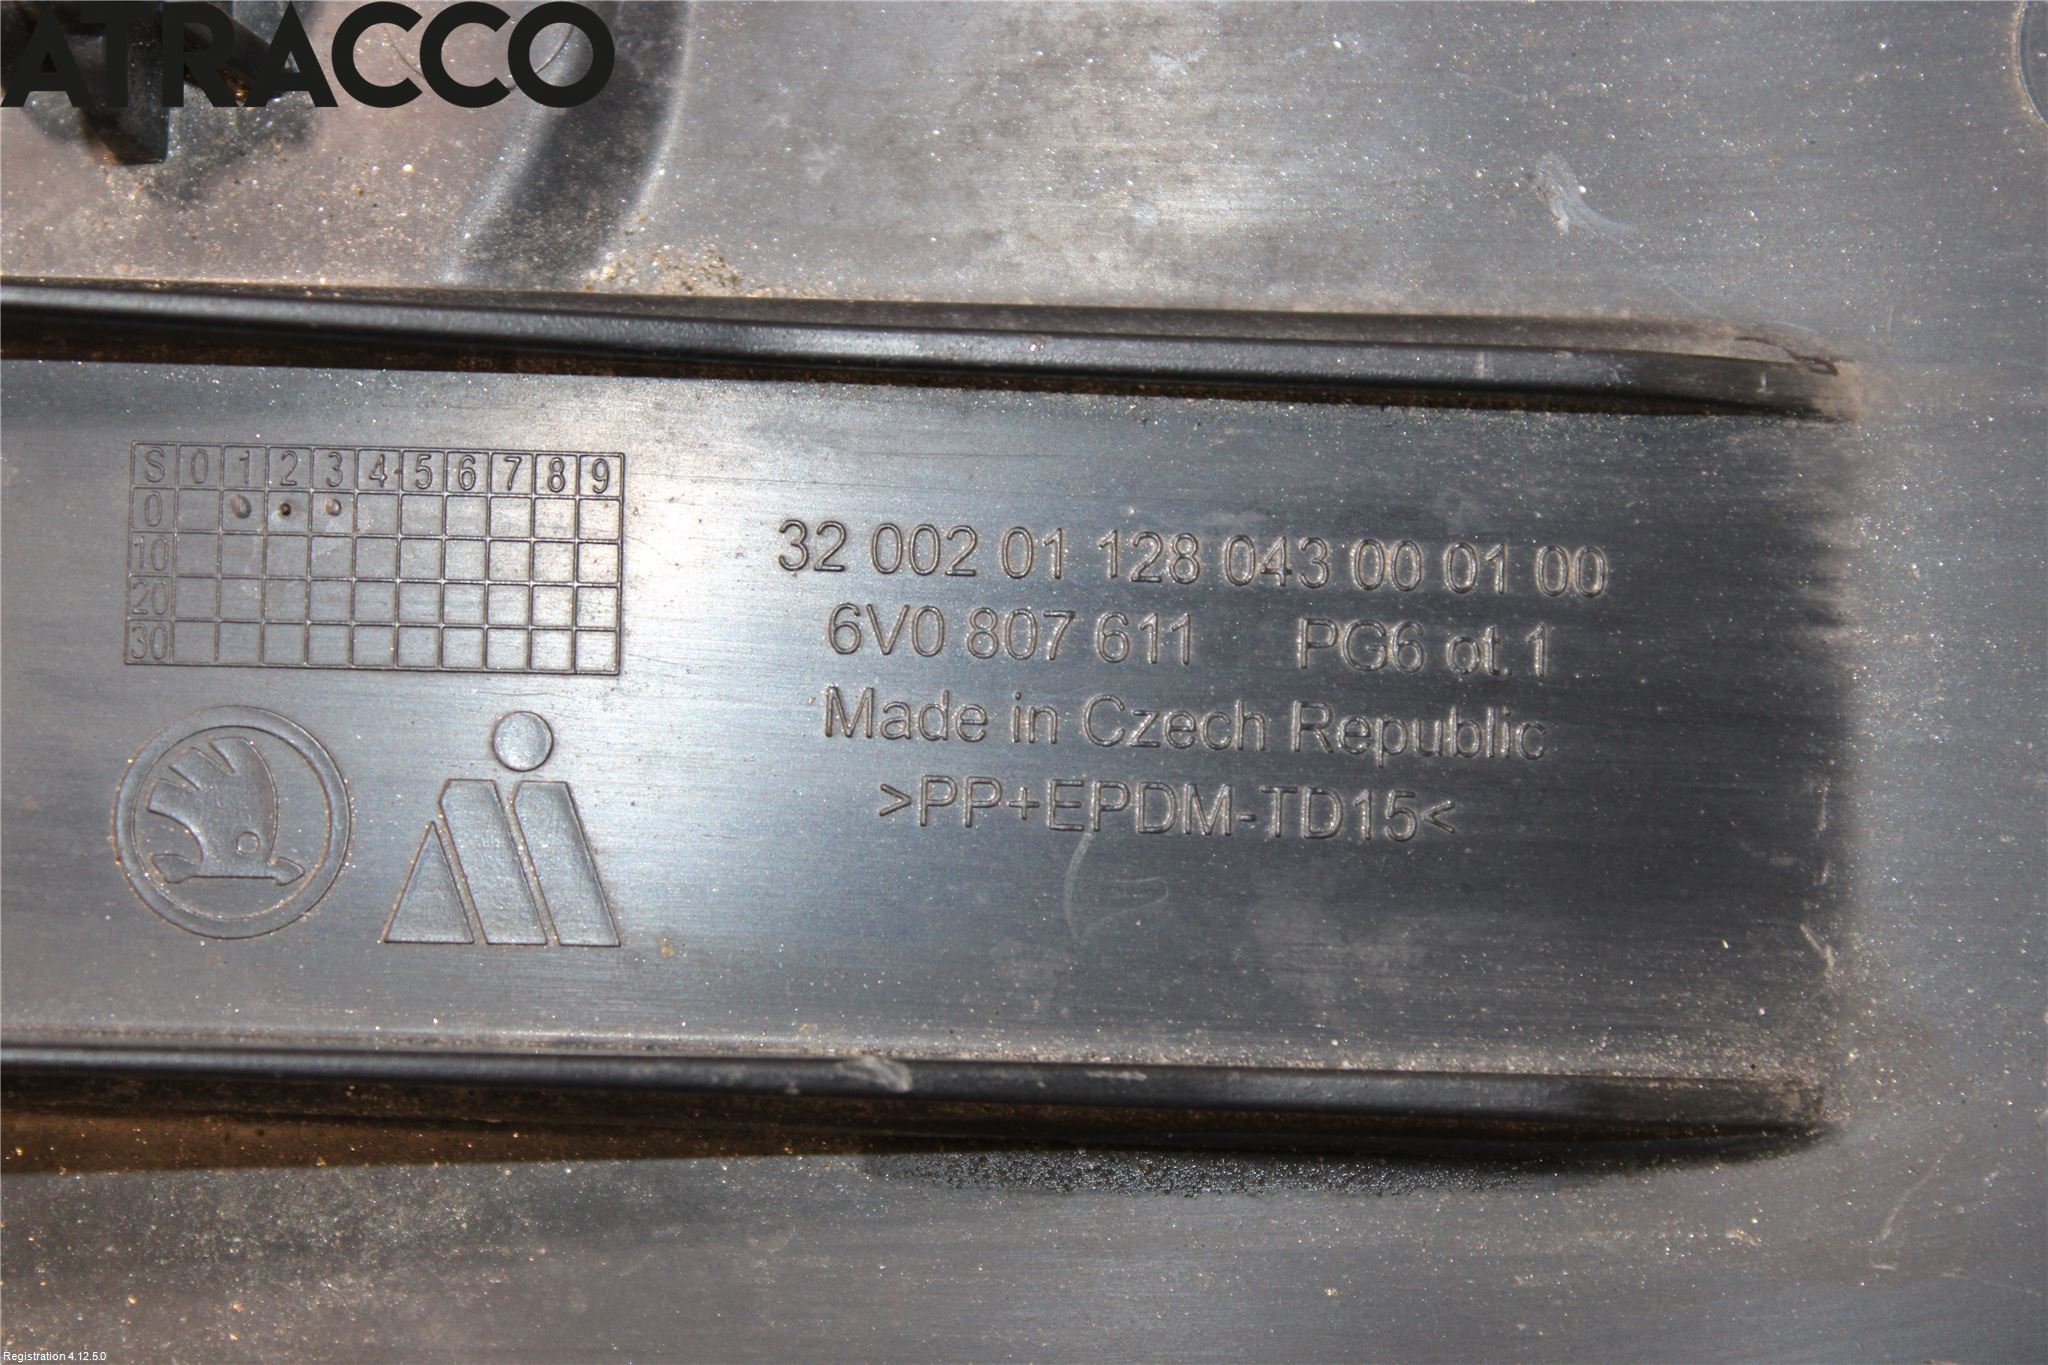 ATRACCO
S 0 1 2 3 4 5 6 7 8 9
0
10
20
30
32 002 01 128 043 00 01 00
6V0 807 611 PG6 ot.1
Made in Czech Republic
>PP+EPDM-TD15<
Registration 4.12.5.0